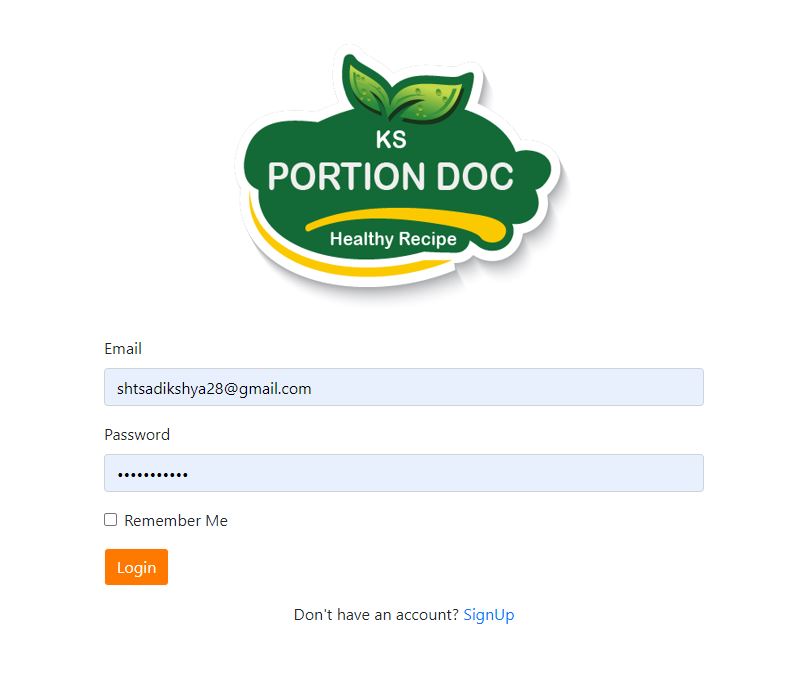 KS
PORTION DOC
Healthy Recipe
Email
shtsadikshya28@gmail.com
Password
•••••••••••
Remember Me
Login
Don't have an account? SignUp